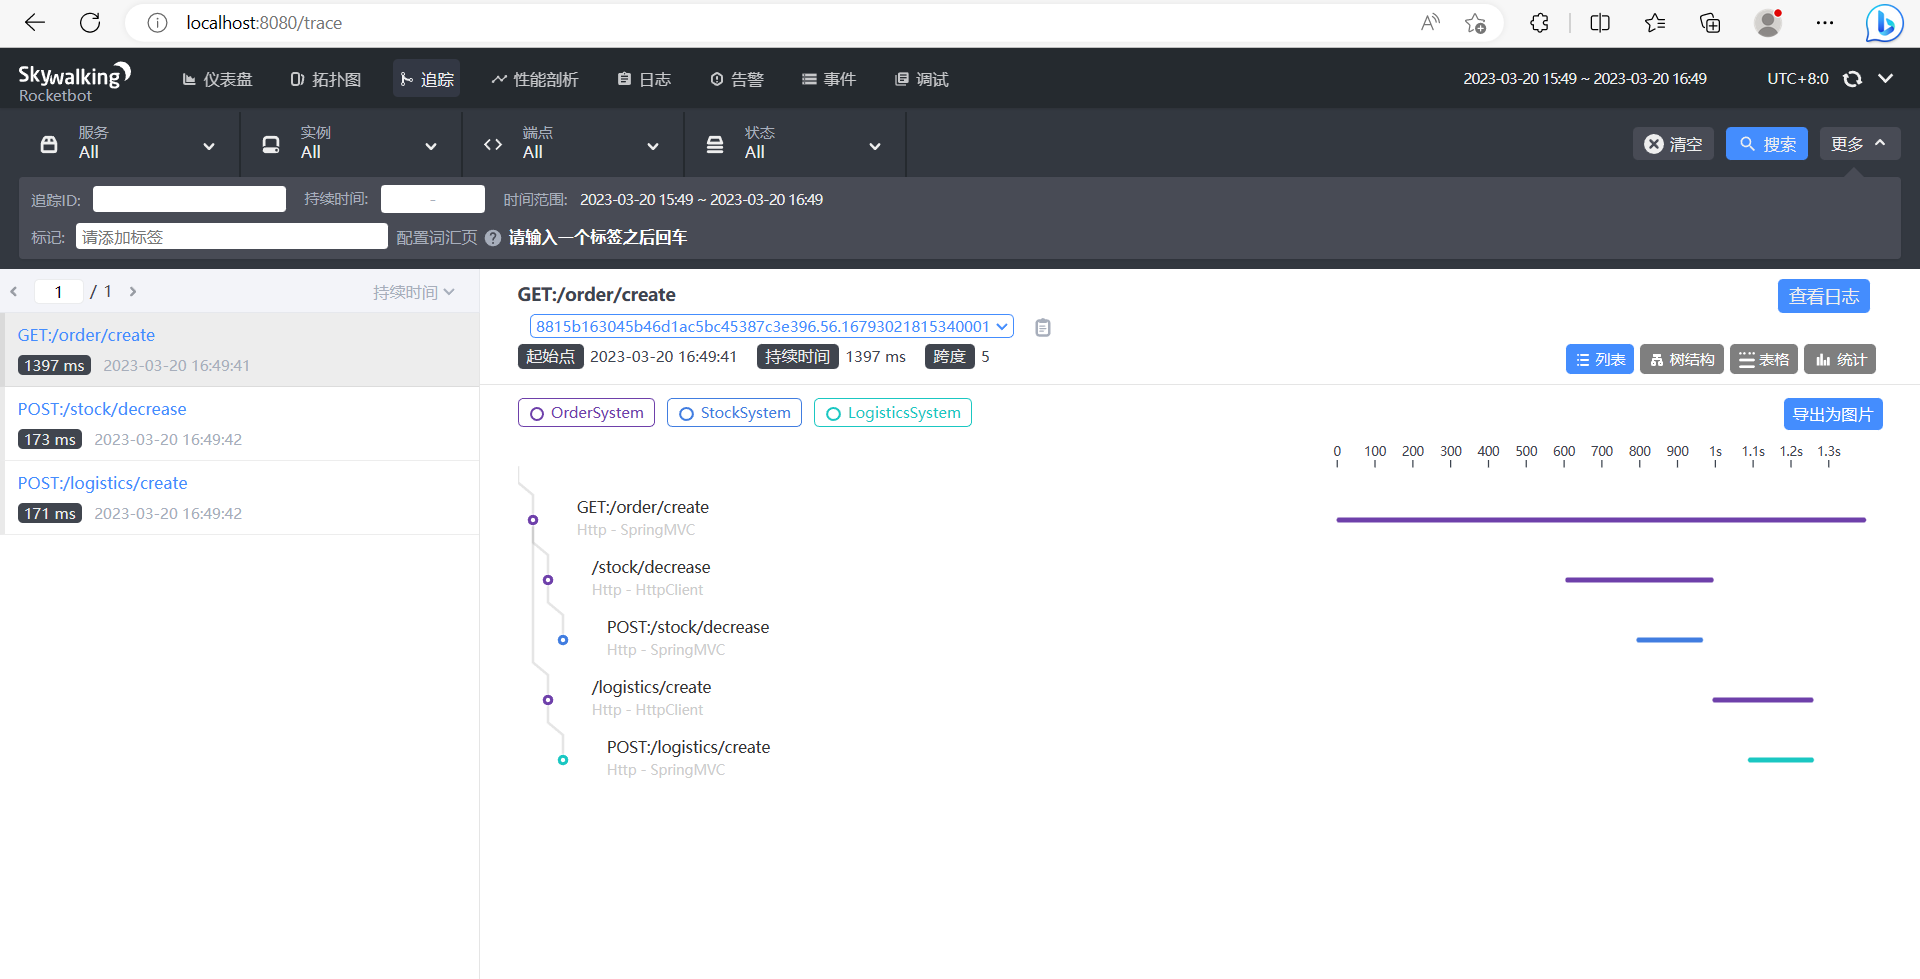 localhost:8080/trace
Skywalking
Rocketbot
仪表盘 拓扑图 追踪 性能剖析 日志 告警 事件 调试
2023-03-20 15:49 ~ 2023-03-20 16:49 UTC+8:0
服务 实例 端点 状态
All All All All
清空 搜索 更多
追踪ID: 持续时间: - 时间范围: 2023-03-20 15:49 ~ 2023-03-20 16:49
标记: 请添加标签 配置词汇页 ? 请输入一个标签之后回车
1 / 1 持续时间
GET:/order/create
1397 ms 2023-03-20 16:49:41
POST:/stock/decrease
173 ms 2023-03-20 16:49:42
POST:/logistics/create
171 ms 2023-03-20 16:49:42
GET:/order/create
查看日志
8815b163045b46d1ac5bc45387c3e396.56.16793021815340001
起始点 2023-03-20 16:49:41 持续时间 1397 ms 跨度 5
列表 树结构 表格 统计
OrderSystem StockSystem LogisticsSystem
导出为图片
0 100 200 300 400 500 600 700 800 900 1s 1.1s 1.2s 1.3s
GET:/order/create
Http - SpringMVC
/stock/decrease
Http - HttpClient
POST:/stock/decrease
Http - SpringMVC
/logistics/create
Http - HttpClient
POST:/logistics/create
Http - SpringMVC